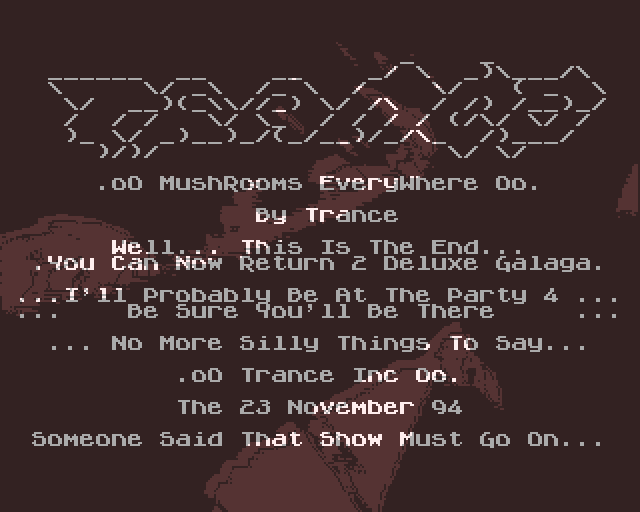 TRANCE
.oO MushRooms EveryWhere Oo.
By Trance
Well... This Is The End...
.You Can Now Return 2 Deluxe Galaga.
...I'll Probably Be At The Party 4 ...
... Be Sure You'll Be There ...
... No More Silly Things To Say...
.oO Trance Inc Oo.
The 23 November 94
Someone Said That Show Must Go On...